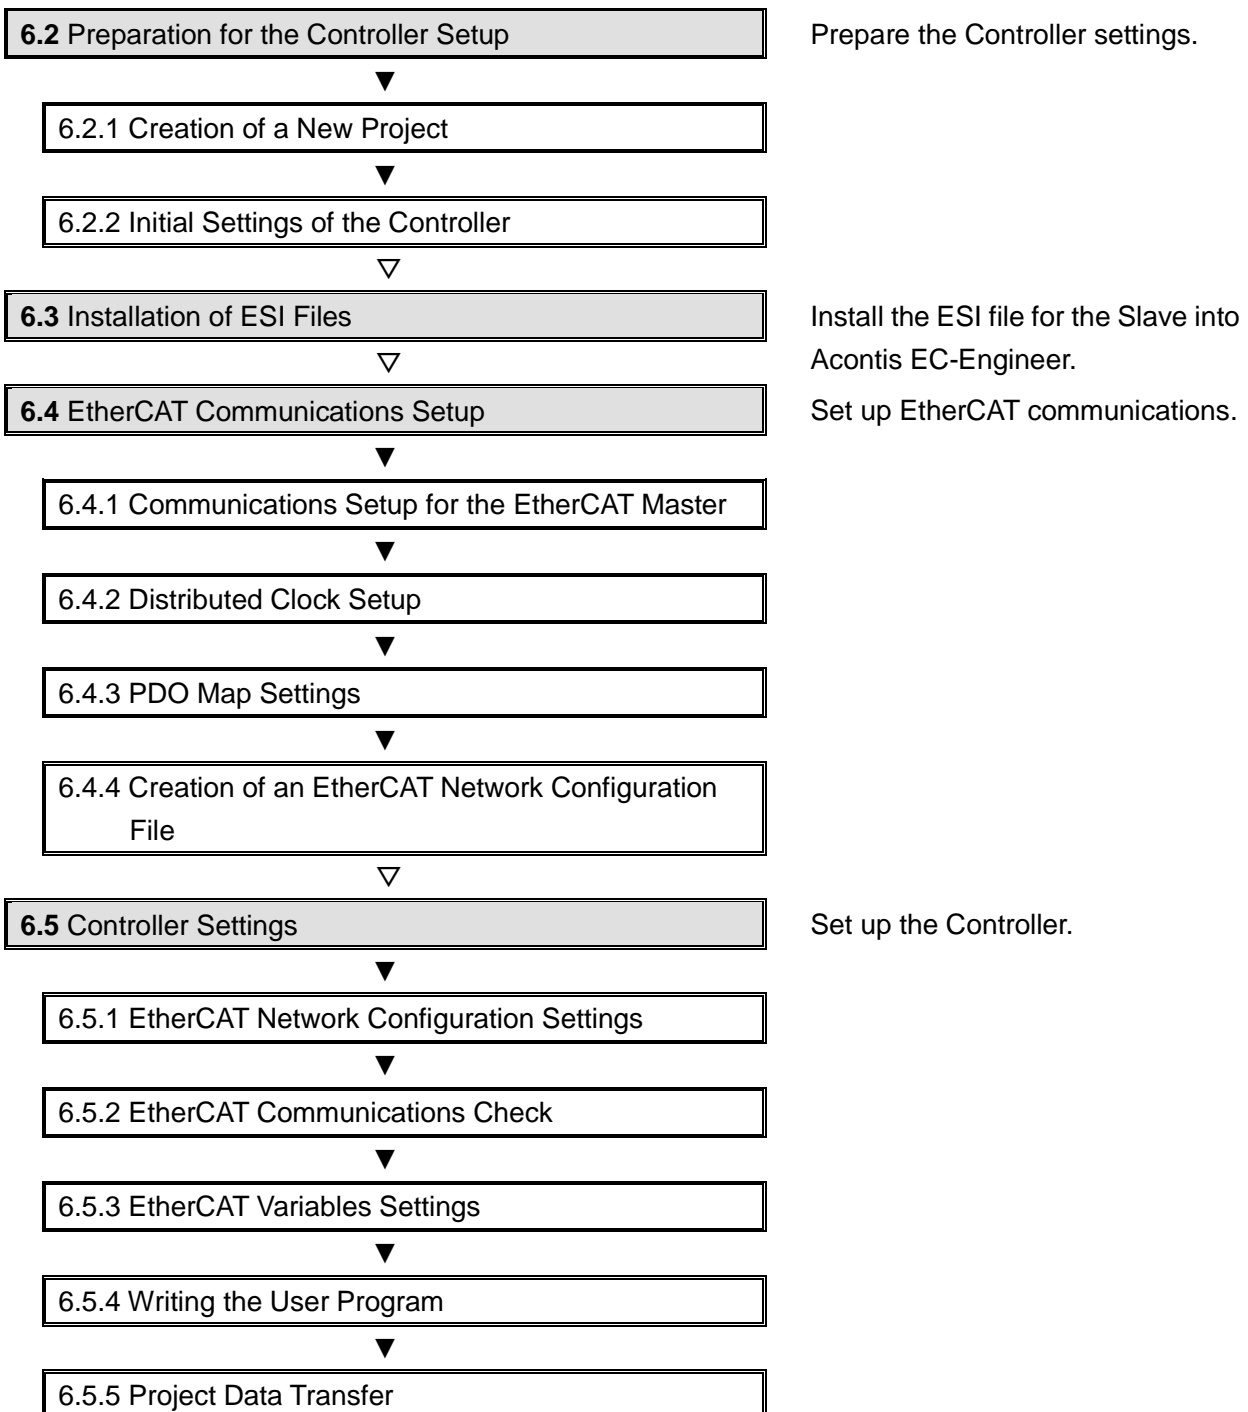 6.2 Preparation for the Controller Setup
Prepare the Controller settings.
▼
6.2.1 Creation of a New Project
▼
6.2.2 Initial Settings of the Controller
▽
6.3 Installation of ESI Files
Install the ESI file for the Slave into
Acontis EC-Engineer.
▽
6.4 EtherCAT Communications Setup
Set up EtherCAT communications.
▼
6.4.1 Communications Setup for the EtherCAT Master
▼
6.4.2 Distributed Clock Setup
▼
6.4.3 PDO Map Settings
▼
6.4.4 Creation of an EtherCAT Network Configuration
File
▽
6.5 Controller Settings
Set up the Controller.
▼
6.5.1 EtherCAT Network Configuration Settings
▼
6.5.2 EtherCAT Communications Check
▼
6.5.3 EtherCAT Variables Settings
▼
6.5.4 Writing the User Program
▼
6.5.5 Project Data Transfer